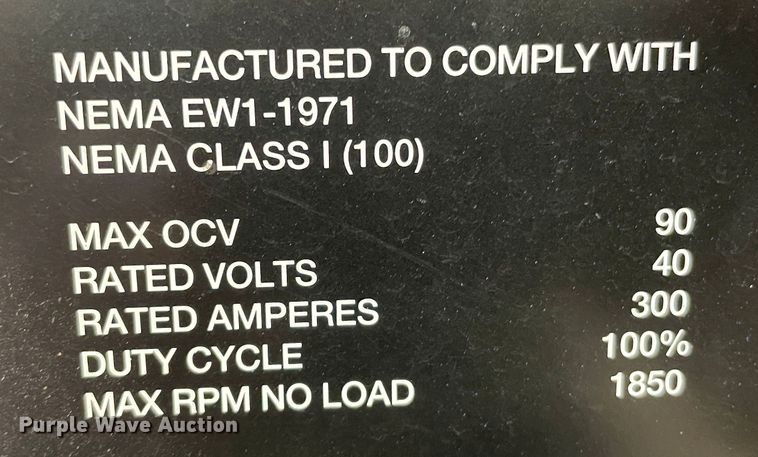 MANUFACTURED TO COMPLY WITH
NEMA EW1-1971
NEMA CLASS I (100)
MAX OCV 90
RATED VOLTS 40
RATED AMPERES 300
DUTY CYCLE 100%
MAX RPM NO LOAD 1850
Purple Wave Auction